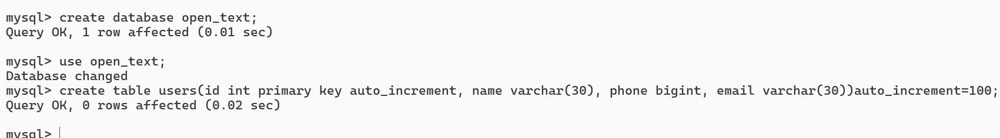 mysql> create database open_text;
Query OK, 1 row affected (0.01 sec)
mysql> use open_text;
Database changed
mysql> create table users(id int primary key auto_increment, name varchar(30), phone bigint, email varchar(30))auto_increment=100;
Query OK, 0 rows affected (0.02 sec)
mysql>